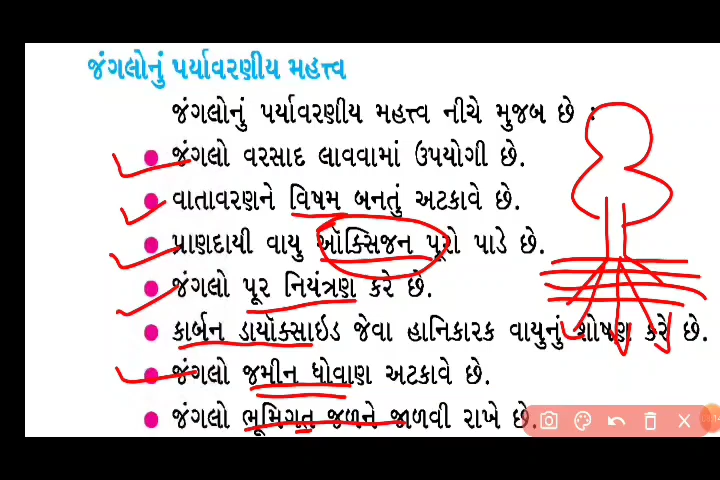 જંગલોનું પર્યાવરણીય મહત્ત્વ
જંગલોનું પર્યાવરણીય મહત્ત્વ નીચે મુજબ છે :
● જંગલો વરસાદ લાવવામાં ઉપયોગી છે.
● વાતાવરણને વિષમ બનતું અટકાવે છે.
● પ્રાણદાયી વાયુ ઑક્સિજન પૂરો પાડે છે.
● જંગલો પૂર નિયંત્રણ કરે છે.
● કાર્બન ડાયૉક્સાઇડ જેવા હાનિકારક વાયુનું શોષણ કરે છે.
● જંગલો જમીન ધોવાણ અટકાવે છે.
● જંગલો ભૂમિગત જળને જાળવી રાખે છે.